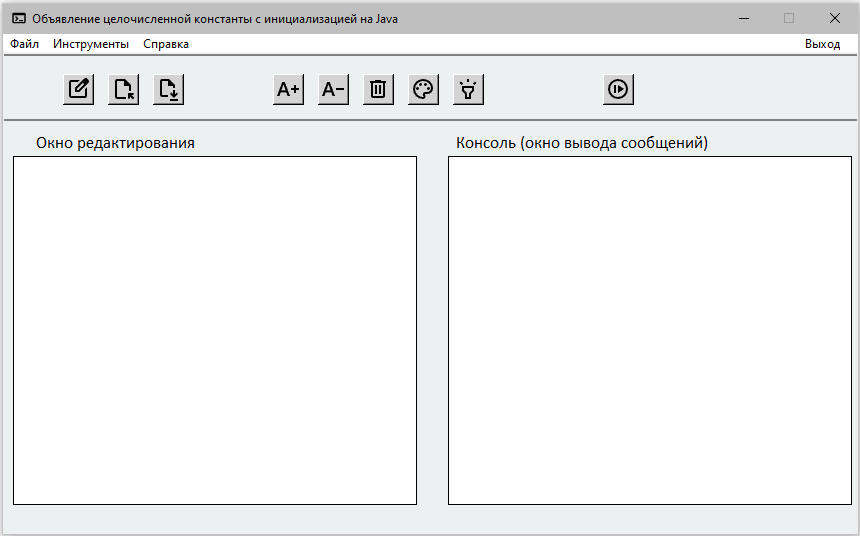 Объявление целочисленной константы с инициализацией на Java
Файл Инструменты Справка Выход
A+ A−
Окно редактирования Консоль (окно вывода сообщений)